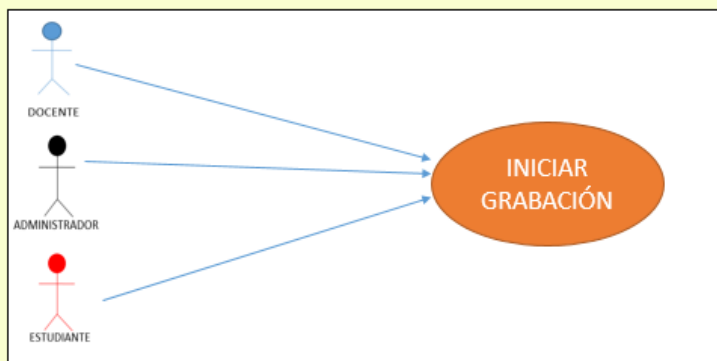 DOCENTE
ADMINISTRADOR
ESTUDIANTE
INICIAR
GRABACIÓN